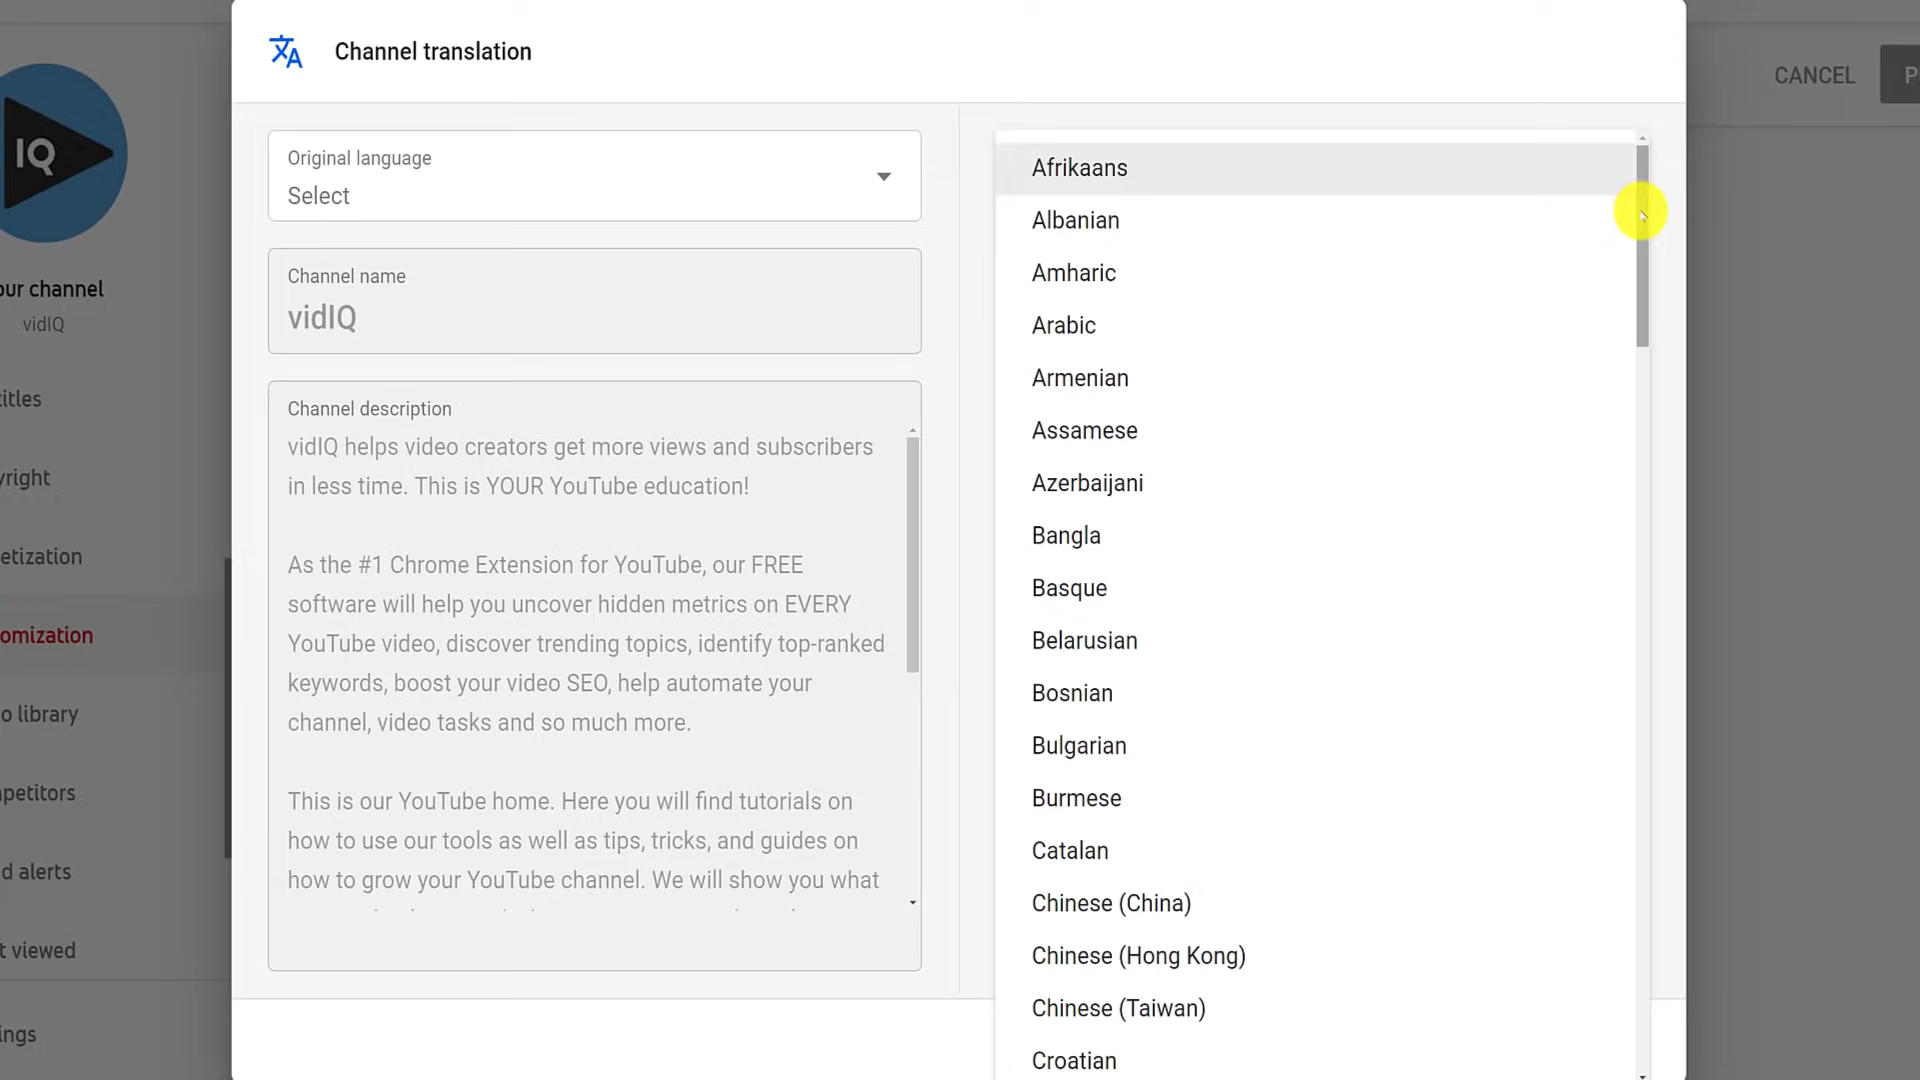 Channel translation
CANCEL
P
IQ
our channel
vidIQ
itles
yright
etization
omization
o library
petitors
d alerts
t viewed
ings
Original language
Select
Channel name
vidIQ
Channel description
vidIQ helps video creators get more views and subscribers
in less time. This is YOUR YouTube education!
As the #1 Chrome Extension for YouTube, our FREE
software will help you uncover hidden metrics on EVERY
YouTube video, discover trending topics, identify top-ranked
keywords, boost your video SEO, help automate your
channel, video tasks and so much more.
This is our YouTube home. Here you will find tutorials on
how to use our tools as well as tips, tricks, and guides on
how to grow your YouTube channel. We will show you what
Afrikaans
Albanian
Amharic
Arabic
Armenian
Assamese
Azerbaijani
Bangla
Basque
Belarusian
Bosnian
Bulgarian
Burmese
Catalan
Chinese (China)
Chinese (Hong Kong)
Chinese (Taiwan)
Croatian